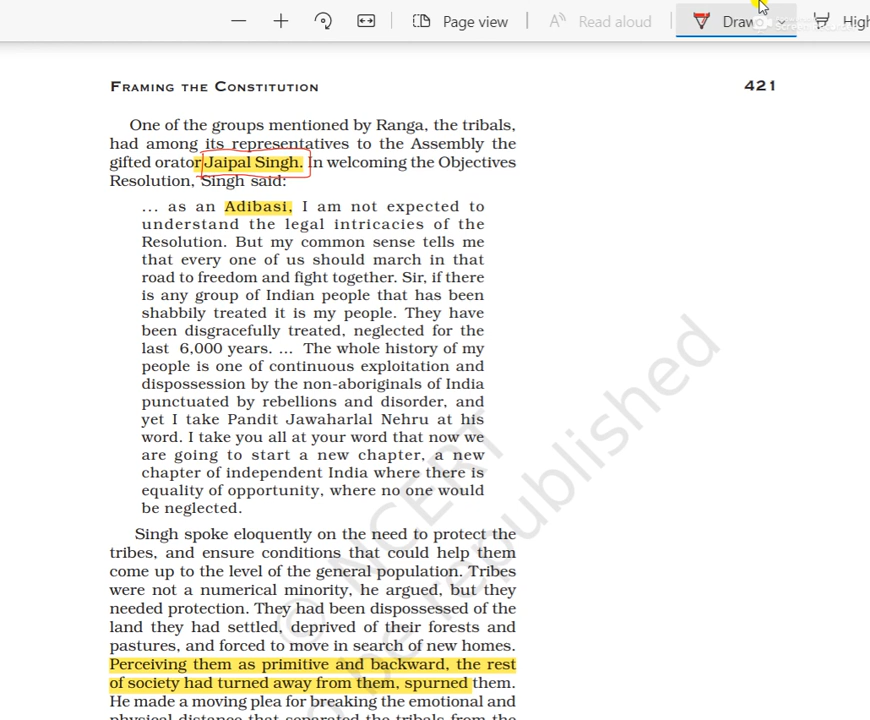 Page view
Read aloud
Draw
High
FRAMING THE CONSTITUTION 421
One of the groups mentioned by Ranga, the tribals,
had among its representatives to the Assembly the
gifted orator Jaipal Singh. In welcoming the Objectives
Resolution, Singh said:
... as an Adibasi, I am not expected to
understand the legal intricacies of the
Resolution. But my common sense tells me
that every one of us should march in that
road to freedom and fight together. Sir, if there
is any group of Indian people that has been
shabbily treated it is my people. They have
been disgracefully treated, neglected for the
last 6,000 years. ... The whole history of my
people is one of continuous exploitation and
dispossession by the non-aboriginals of India
punctuated by rebellions and disorder, and
yet I take Pandit Jawaharlal Nehru at his
word. I take you all at your word that now we
are going to start a new chapter, a new
chapter of independent India where there is
equality of opportunity, where no one would
be neglected.
Singh spoke eloquently on the need to protect the
tribes, and ensure conditions that could help them
come up to the level of the general population. Tribes
were not a numerical minority, he argued, but they
needed protection. They had been dispossessed of the
land they had settled, deprived of their forests and
pastures, and forced to move in search of new homes.
Perceiving them as primitive and backward, the rest
of society had turned away from them, spurned them.
He made a moving plea for breaking the emotional and
physical distance that separated the tribals from the
© NCERT
be republished